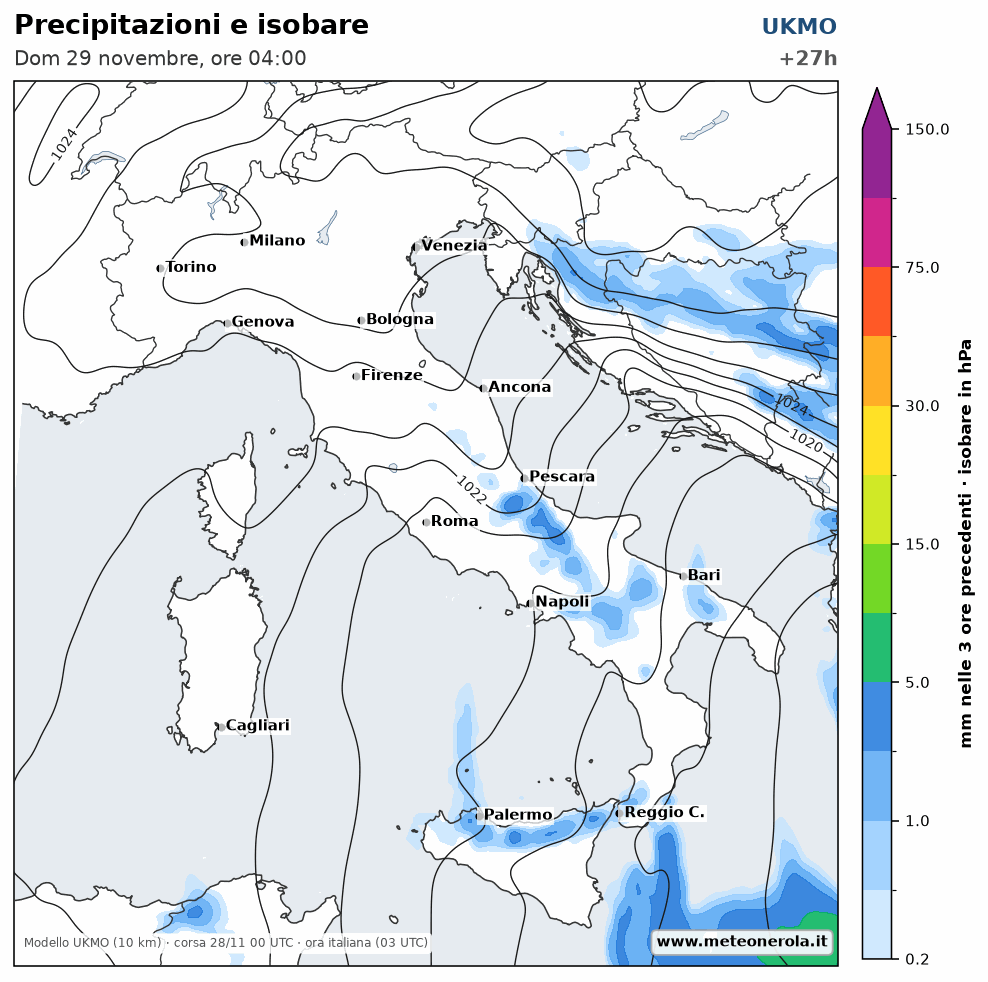 Precipitazioni e isobare
UKMO
Dom 29 novembre, ore 04:00
+27h
1024
Milano
Venezia
Torino
Genova
Bologna
Firenze
Ancona
1024
1020
Pescara
1022
Roma
Bari
Napoli
Cagliari
Palermo
Reggio C.
Modello UKMO (10 km) · corsa 28/11 00 UTC · ora italiana (03 UTC)
www.meteonerola.it
150.0
75.0
30.0
15.0
5.0
1.0
0.2
mm nelle 3 ore precedenti · isobare in hPa